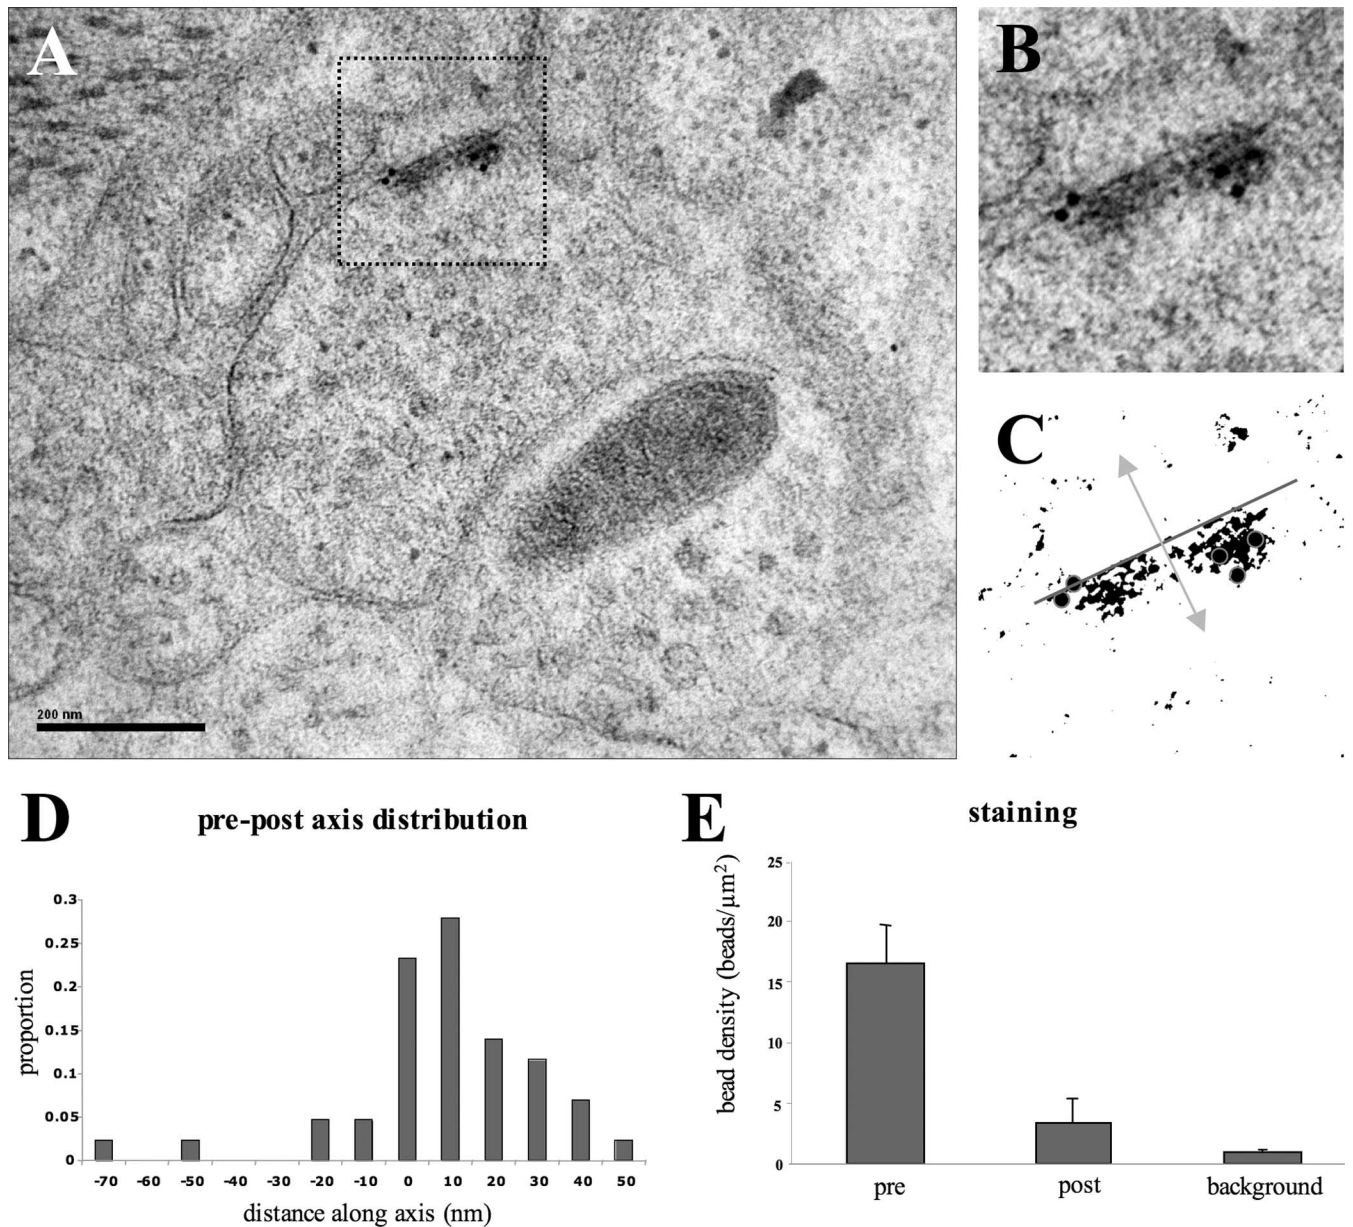 A
B
C
200 nm
D
pre-post axis distribution
0.3
0.25
0.2
0.15
0.1
0.05
0
proportion
-70 -60 -50 -40 -30 -20 -10 0 10 20 30 40 50
distance along axis (nm)
E
staining
25
20
15
10
5
0
bead density (beads/µm²)
pre post background